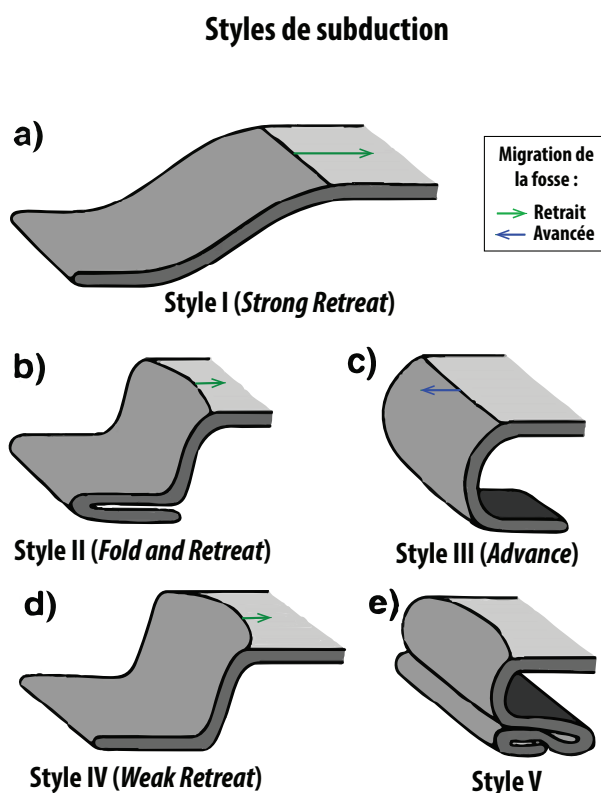 Styles de subduction
a)
Migration de
la fosse :
Retrait
Avancée
Style I (Strong Retreat)
b)
c)
Style II (Fold and Retreat)
Style III (Advance)
d)
e)
Style IV (Weak Retreat)
Style V